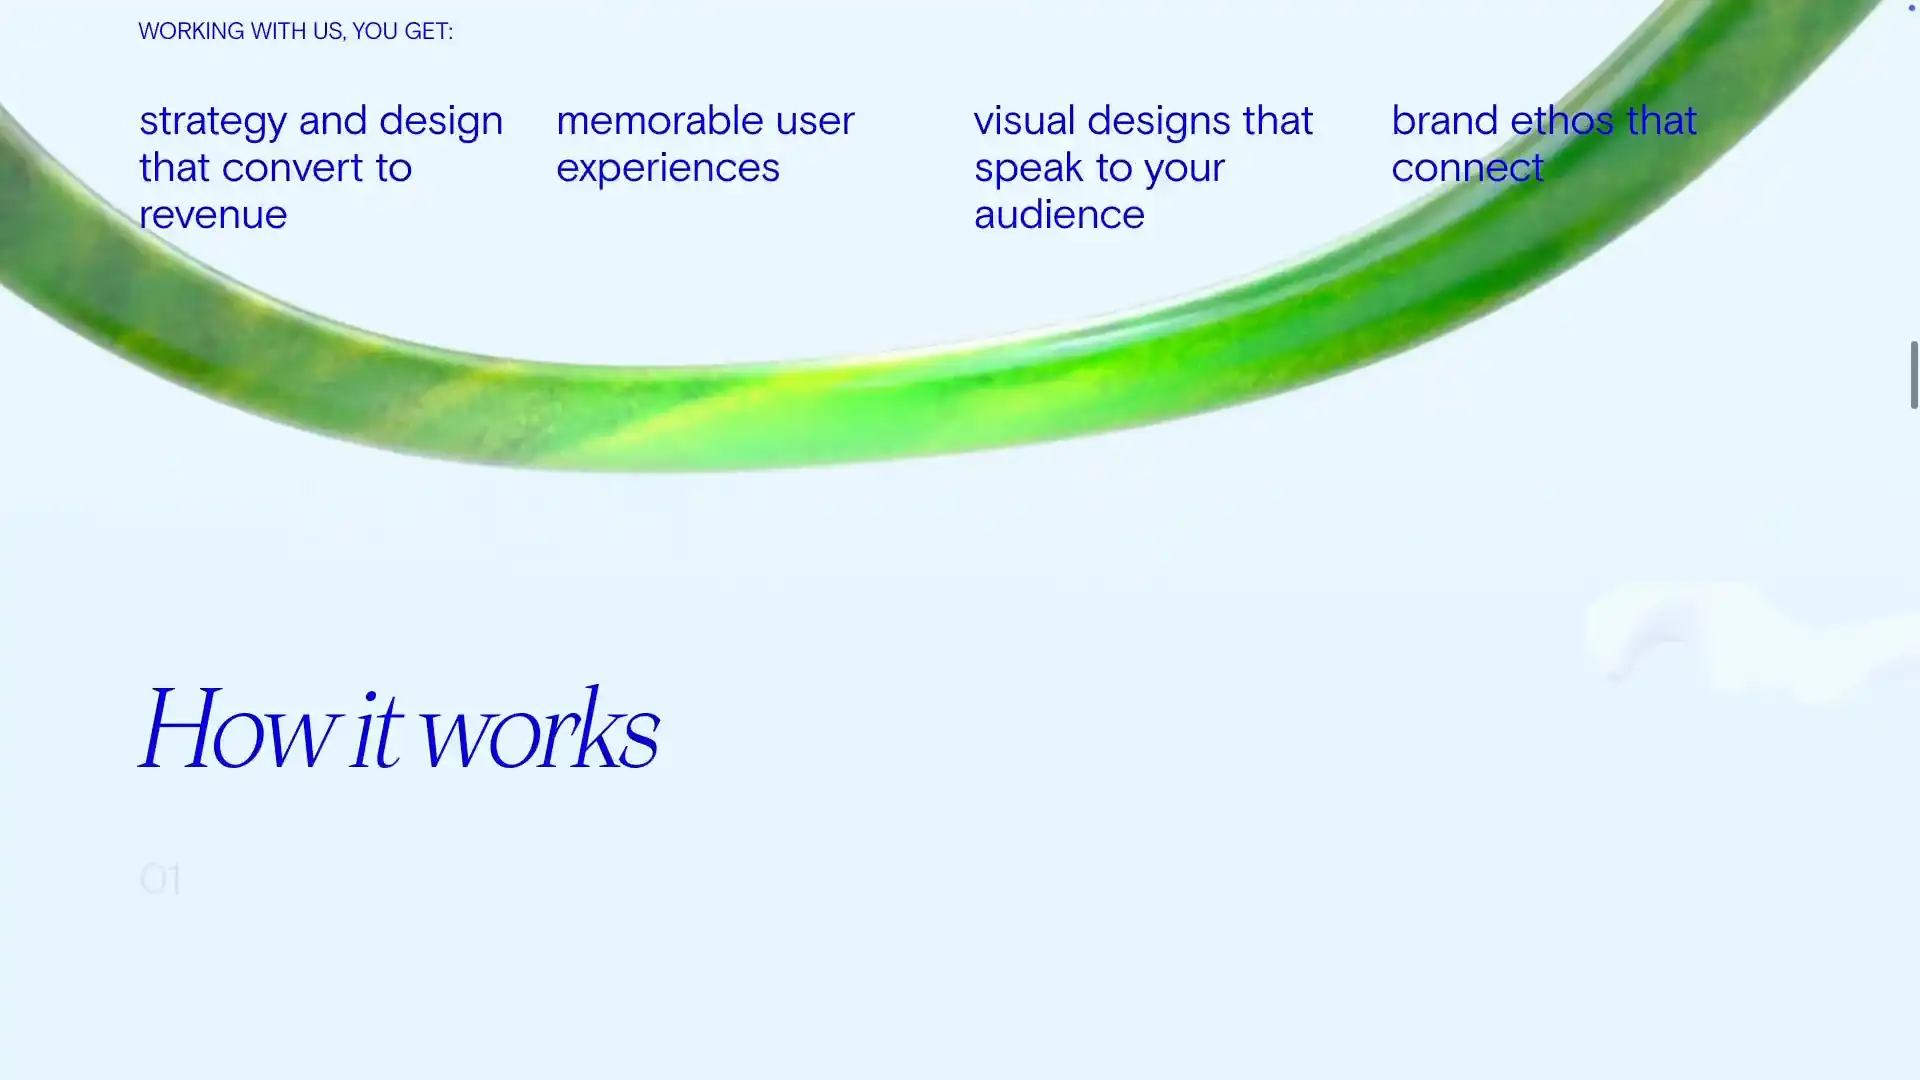 WORKING WITH US, YOU GET:
strategy and design
that convert to
revenue
memorable user
experiences
visual designs that
speak to your
audience
brand ethos that
connect
How it works
01